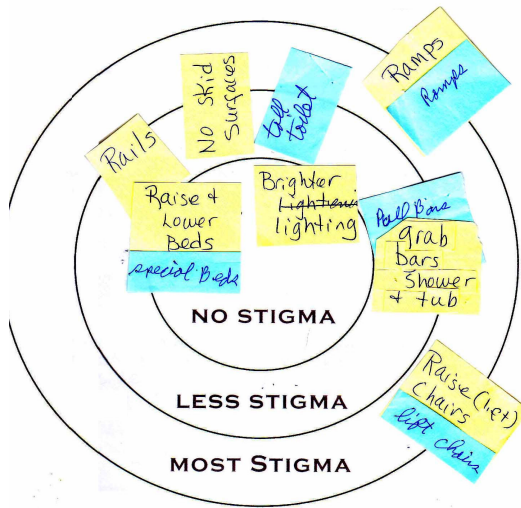 Ramps
Ramps
No Skid
Surfaces
tall
toilet
Rails
Brighter
lighting
Raise &
Lower
Beds
special Beds
Pull Bars
grab
bars
Shower
& tub
NO STIGMA
Raise (lift)
Chairs
lift chairs
LESS STIGMA
MOST STIGMA